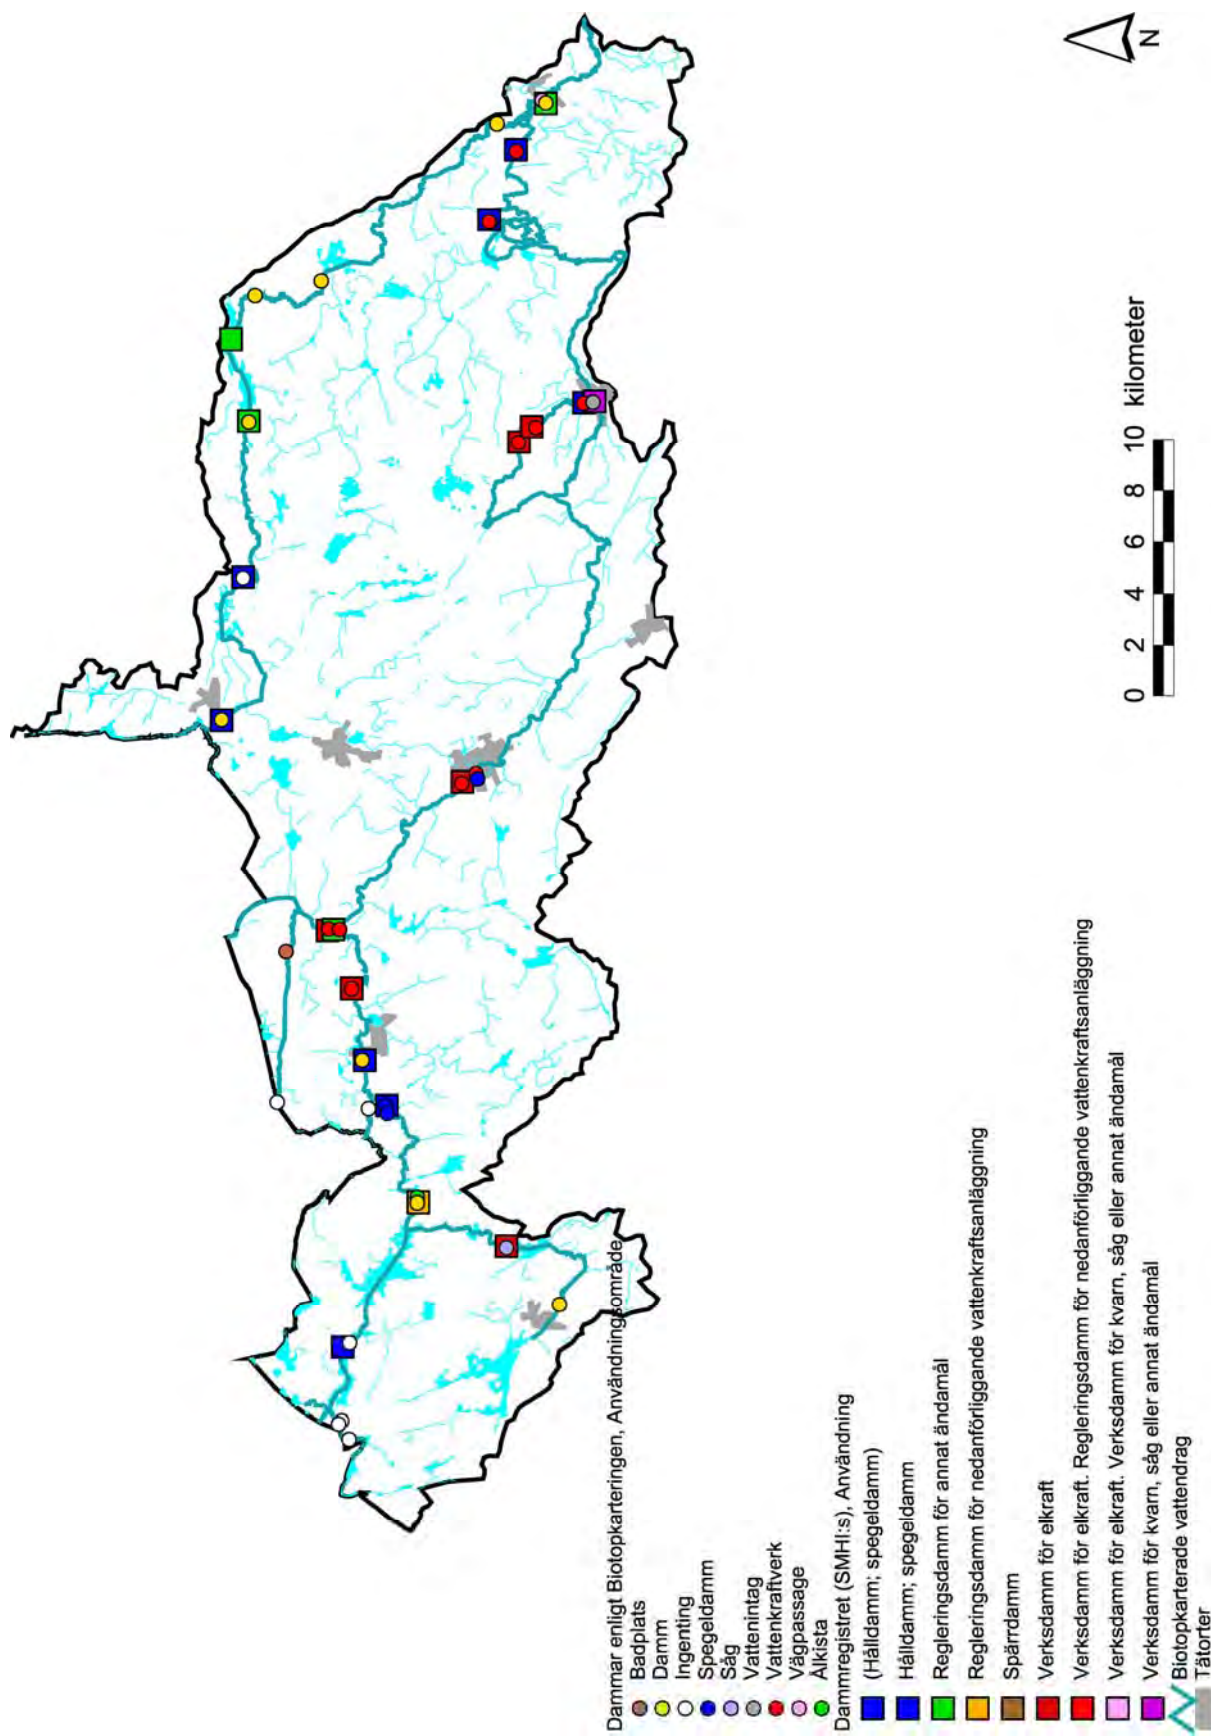 N
0 2 4 6 8 10 kilometer
Dammar enligt Biotopkarteringen, Användningsområde
Badplats
Damm
Ingenting
Spegeldamm
Såg
Vattenintag
Vattenkraftverk
Vägpassage
Ålkista
Dammregistret (SMHI:s), Användning
(Hålldamm; spegeldamm)
Hålldamm; spegeldamm
Regleringsdamm för annat ändamål
Regleringsdamm för nedanförliggande vattenkraftsanläggning
Spärrdamm
Verksdamm för elkraft
Verksdamm för elkraft. Regleringsdamm för nedanförliggande vattenkraftsanläggning
Verksdamm för elkraft. Verksdamm för kvarn, såg eller annat ändamål
Verksdamm för kvarn, såg eller annat ändamål
Biotopkarterade vattendrag
Tätorter